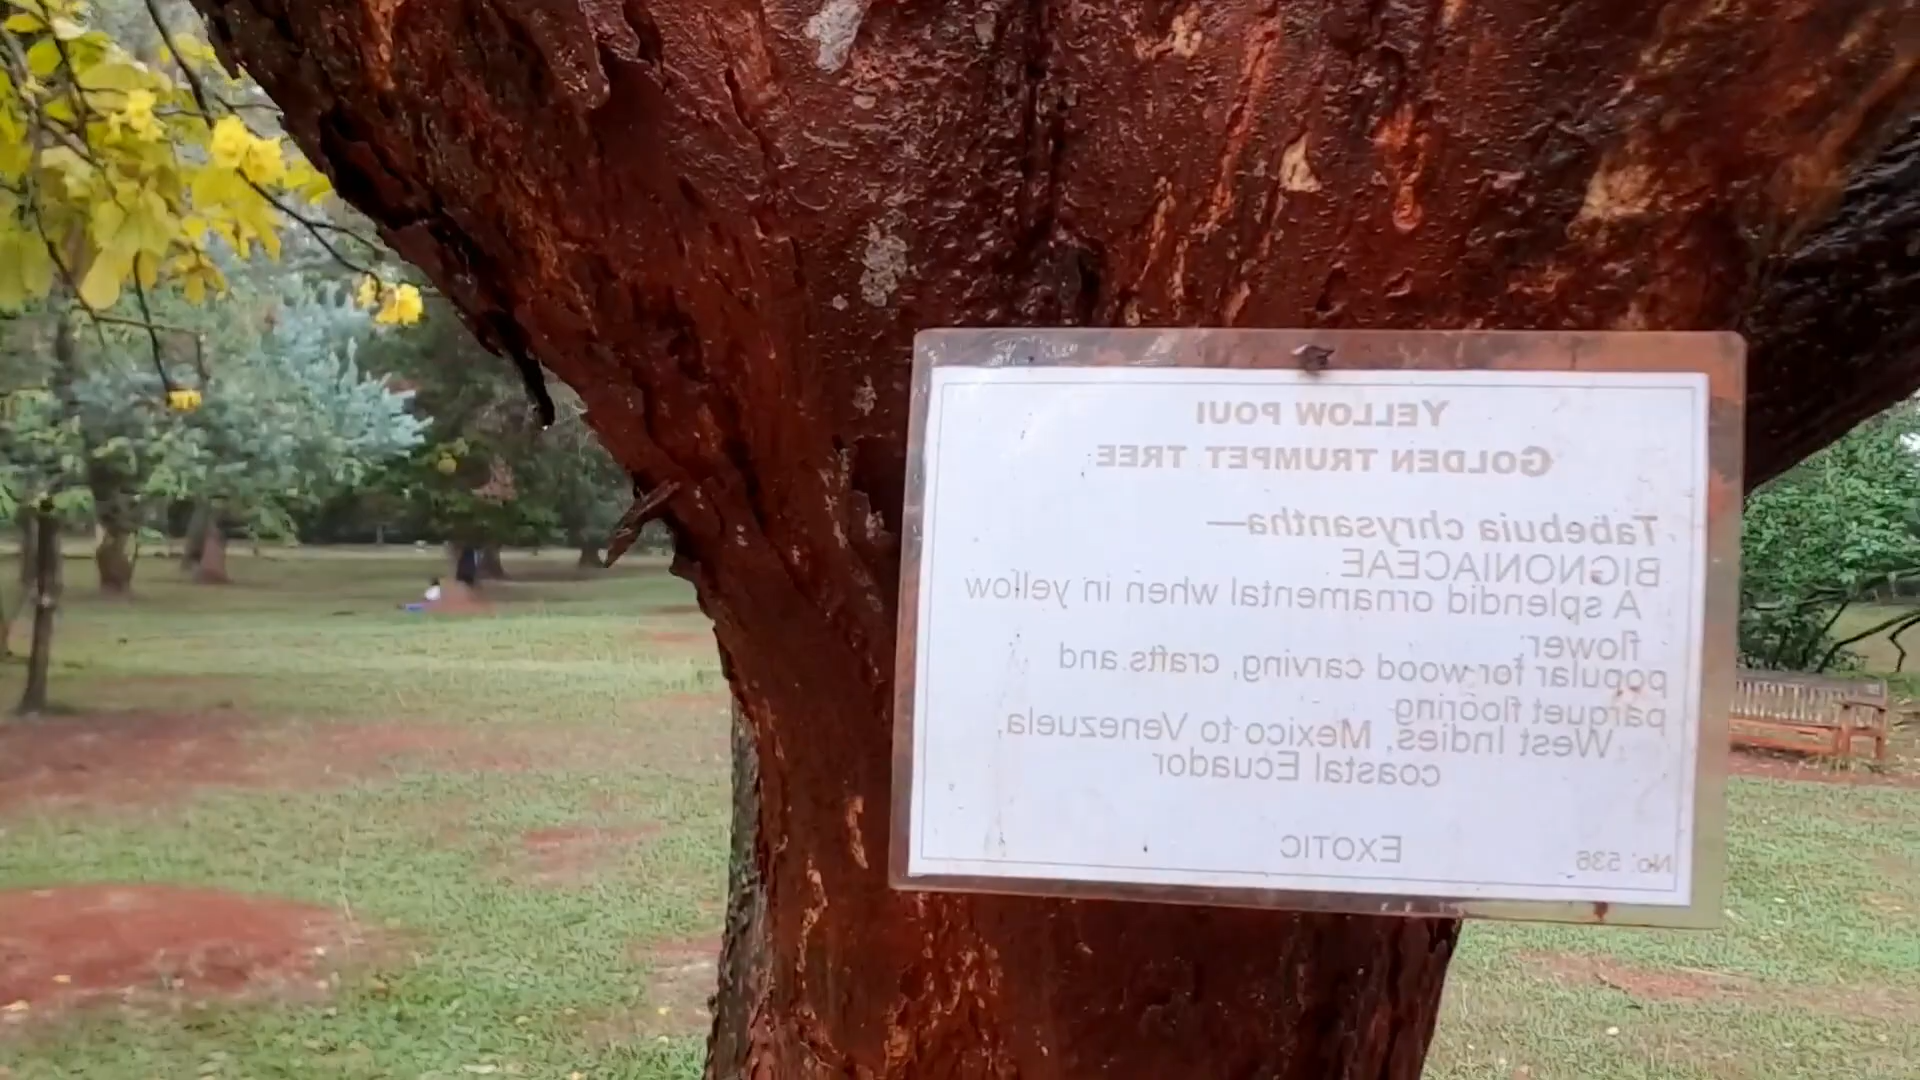 YELLOW POUI
GOLDEN TRUMPET TREE
Tabebuia chrysantha—
BIGNONIACEAE
A splendid ornamental when in yellow
flower,
popular for wood carving, crafts and
parquet flooring
West Indies, Mexico to Venezuela,
coastal Ecuador
EXOTIC
No: 536